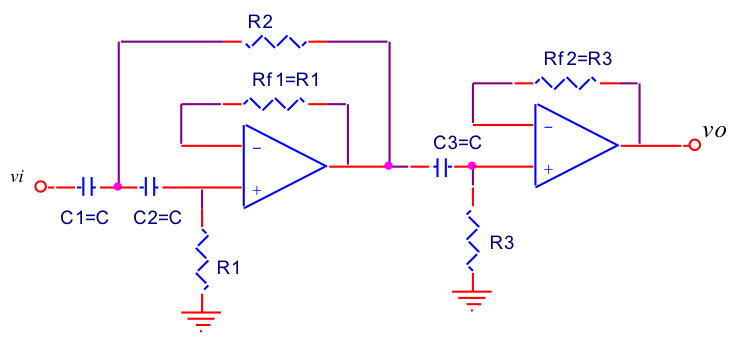 R2
Rf1=R1
Rf2=R3
−
−
C3=C
vo
vi
+
+
C1=C
C2=C
R1
R3